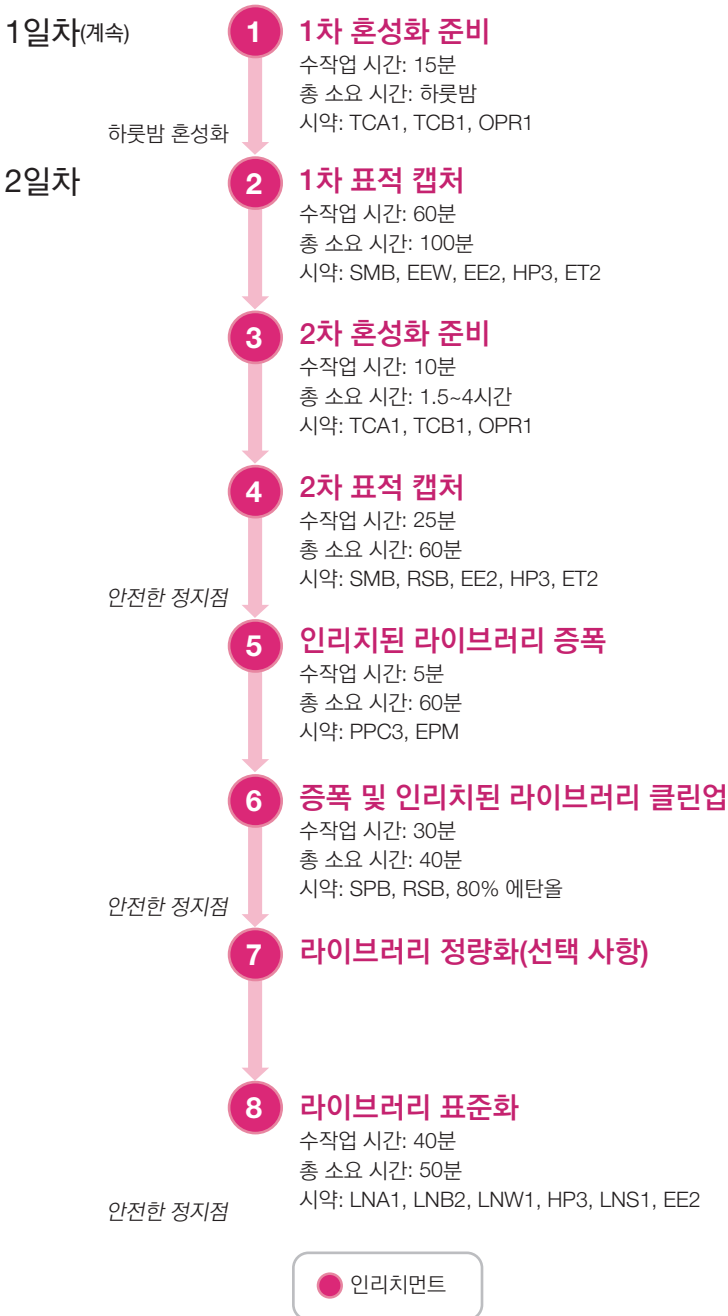 1일차(계속)
1
1차 혼성화 준비
수작업 시간: 15분
총 소요 시간: 하룻밤
시약: TCA1, TCB1, OPR1
하룻밤 혼성화
2일차
2
1차 표적 캡처
수작업 시간: 60분
총 소요 시간: 100분
시약: SMB, EEW, EE2, HP3, ET2
3
2차 혼성화 준비
수작업 시간: 10분
총 소요 시간: 1.5~4시간
시약: TCA1, TCB1, OPR1
4
2차 표적 캡처
수작업 시간: 25분
총 소요 시간: 60분
시약: SMB, RSB, EE2, HP3, ET2
안전한 정지점
5
인리치된 라이브러리 증폭
수작업 시간: 5분
총 소요 시간: 60분
시약: PPC3, EPM
6
증폭 및 인리치된 라이브러리 클린업
수작업 시간: 30분
총 소요 시간: 40분
시약: SPB, RSB, 80% 에탄올
안전한 정지점
7
라이브러리 정량화(선택 사항)
8
라이브러리 표준화
수작업 시간: 40분
총 소요 시간: 50분
시약: LNA1, LNB2, LNW1, HP3, LNS1, EE2
안전한 정지점
인리치먼트